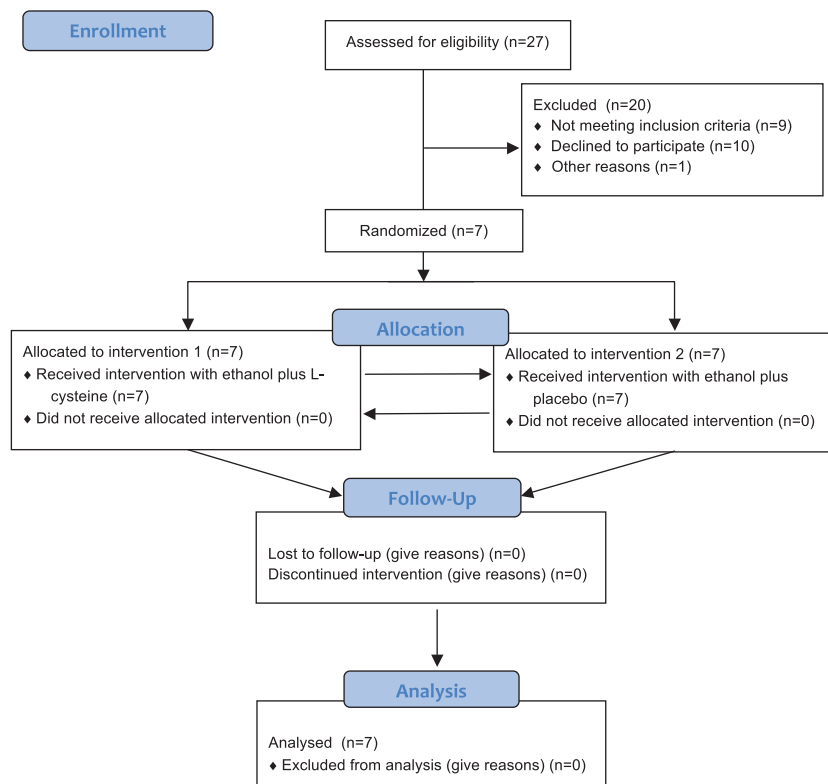 Enrollment
Assessed for eligibility (n=27)
Excluded (n=20)
♦ Not meeting inclusion criteria (n=9)
♦ Declined to participate (n=10)
♦ Other reasons (n=1)
Randomized (n=7)
Allocation
Allocated to intervention 1 (n=7)
♦ Received intervention with ethanol plus L-
cysteine (n=7)
♦ Did not receive allocated intervention (n=0)
Allocated to intervention 2 (n=7)
♦ Received intervention with ethanol plus
placebo (n=7)
♦ Did not receive allocated intervention (n=0)
Follow-Up
Lost to follow-up (give reasons) (n=0)
Discontinued intervention (give reasons) (n=0)
Analysis
Analysed (n=7)
♦ Excluded from analysis (give reasons) (n=0)